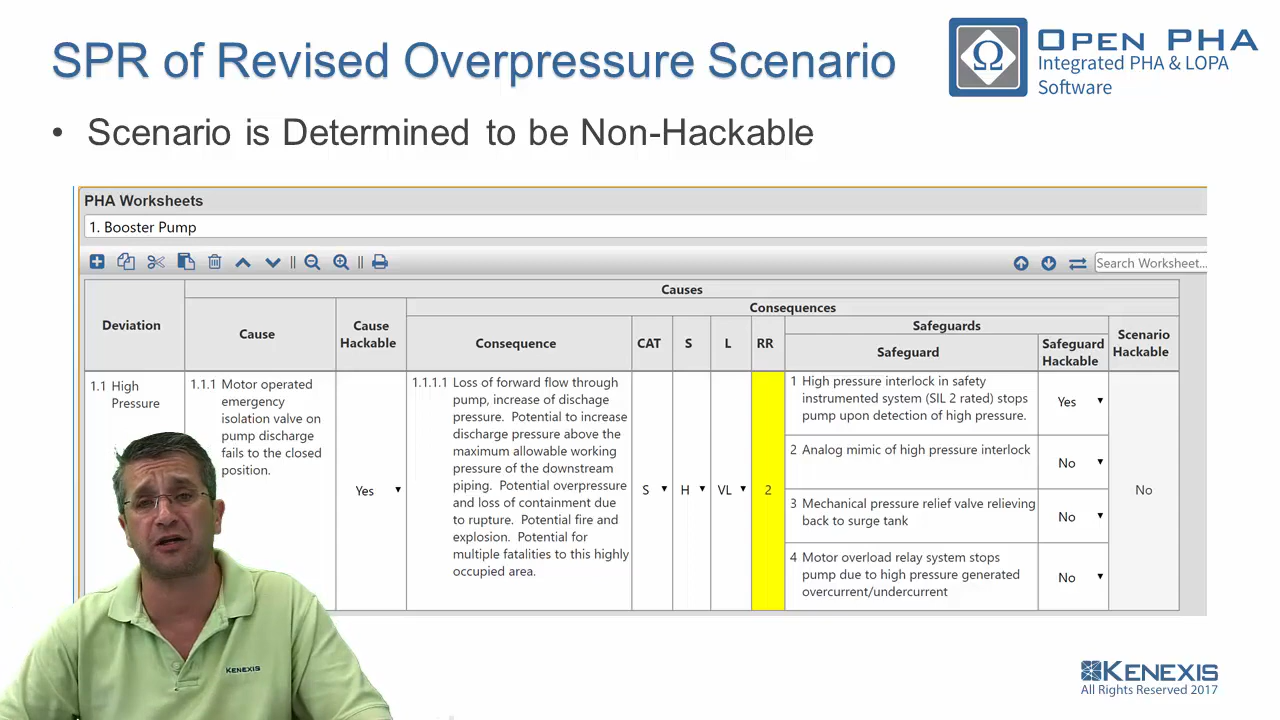 SPR of Revised Overpressure Scenario
OPEN PHA
Integrated PHA & LOPA
Software
• Scenario is Determined to be Non-Hackable
PHA Worksheets
1. Booster Pump
Search Worksheet...
Causes
Consequences
Deviation
Cause
Cause
Hackable
Consequence
CAT
S
L
RR
Safeguards
Safeguard
Safeguard
Hackable
Scenario
Hackable
1.1 High
Pressure
1.1.1 Motor operated
emergency
isolation valve on
pump discharge
fails to the closed
position.
Yes
1.1.1.1 Loss of forward flow through
pump, increase of dischage
pressure. Potential to increase
discharge pressure above the
maximum allowable working
pressure of the downstream
piping. Potential overpressure
and loss of containment due
to rupture. Potential fire and
explosion. Potential for
multiple fatalities to this highly
occupied area.
S
H
VL
2
1 High pressure interlock in safety
instrumented system (SIL 2 rated) stops
pump upon detection of high pressure.
Yes
2 Analog mimic of high pressure interlock
No
3 Mechanical pressure relief valve relieving
back to surge tank
No
4 Motor overload relay system stops
pump due to high pressure generated
overcurrent/undercurrent
No
No
KENEXIS
KENEXIS
All Rights Reserved 2017